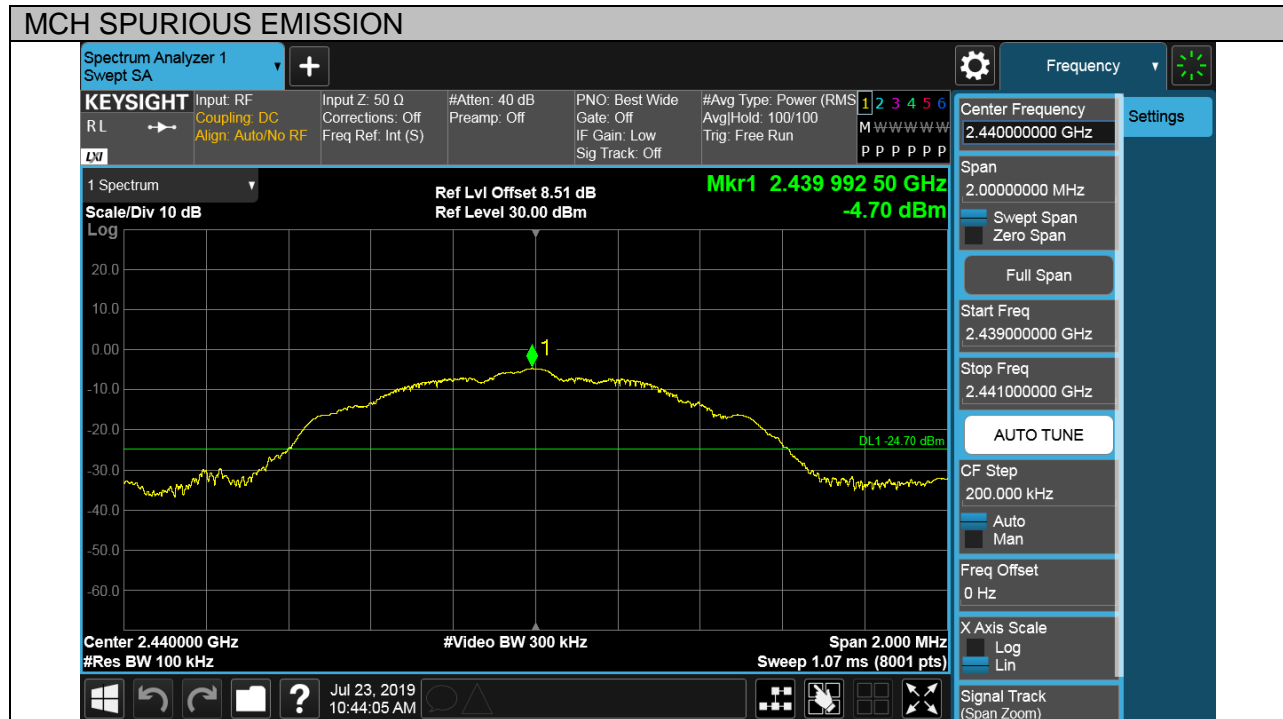 MCH SPURIOUS EMISSION
Spectrum Analyzer 1
Swept SA
Frequency
KEYSIGHT
R L
LXI
Input: RF
Coupling: DC
Align: Auto/No RF
Input Z: 50 Ω
Corrections: Off
Freq Ref: Int (S)
#Atten: 40 dB
Preamp: Off
PNO: Best Wide
Gate: Off
IF Gain: Low
Sig Track: Off
#Avg Type: Power (RMS
Avg|Hold: 100/100
Trig: Free Run
1 2 3 4 5 6
M W W W W W
P P P P P P
1 Spectrum
Scale/Div 10 dB
Log
Ref Lvl Offset 8.51 dB
Ref Level 30.00 dBm
Mkr1 2.439 992 50 GHz
-4.70 dBm
20.0
10.0
0.00
-10.0
-20.0
-30.0
-40.0
-50.0
-60.0
1
DL1 -24.70 dBm
Center 2.440000 GHz
#Res BW 100 kHz
#Video BW 300 kHz
Span 2.000 MHz
Sweep 1.07 ms (8001 pts)
Center Frequency
2.440000000 GHz
Settings
Span
2.00000000 MHz
Swept Span
Zero Span
Full Span
Start Freq
2.439000000 GHz
Stop Freq
2.441000000 GHz
AUTO TUNE
CF Step
200.000 kHz
Auto
Man
Freq Offset
0 Hz
X Axis Scale
Log
Lin
Signal Track
(Span Zoom)
?
Jul 23, 2019
10:44:05 AM